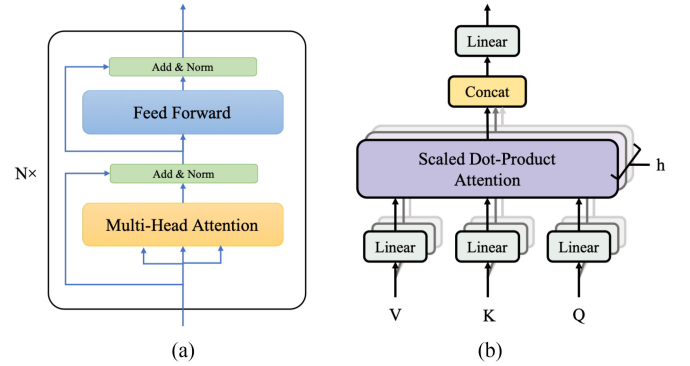 Add & Norm
Feed Forward
N×
Add & Norm
Multi-Head Attention
(a)
Linear
Concat
Scaled Dot-Product
Attention
h
Linear
Linear
Linear
V
K
Q
(b)